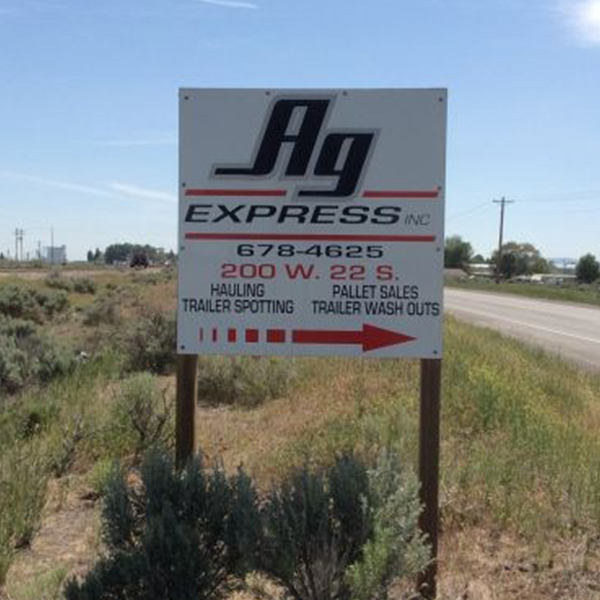 Ag
EXPRESS INC
678-4625
200 W. 22 S.
HAULING PALLET SALES
TRAILER SPOTTING TRAILER WASH OUTS